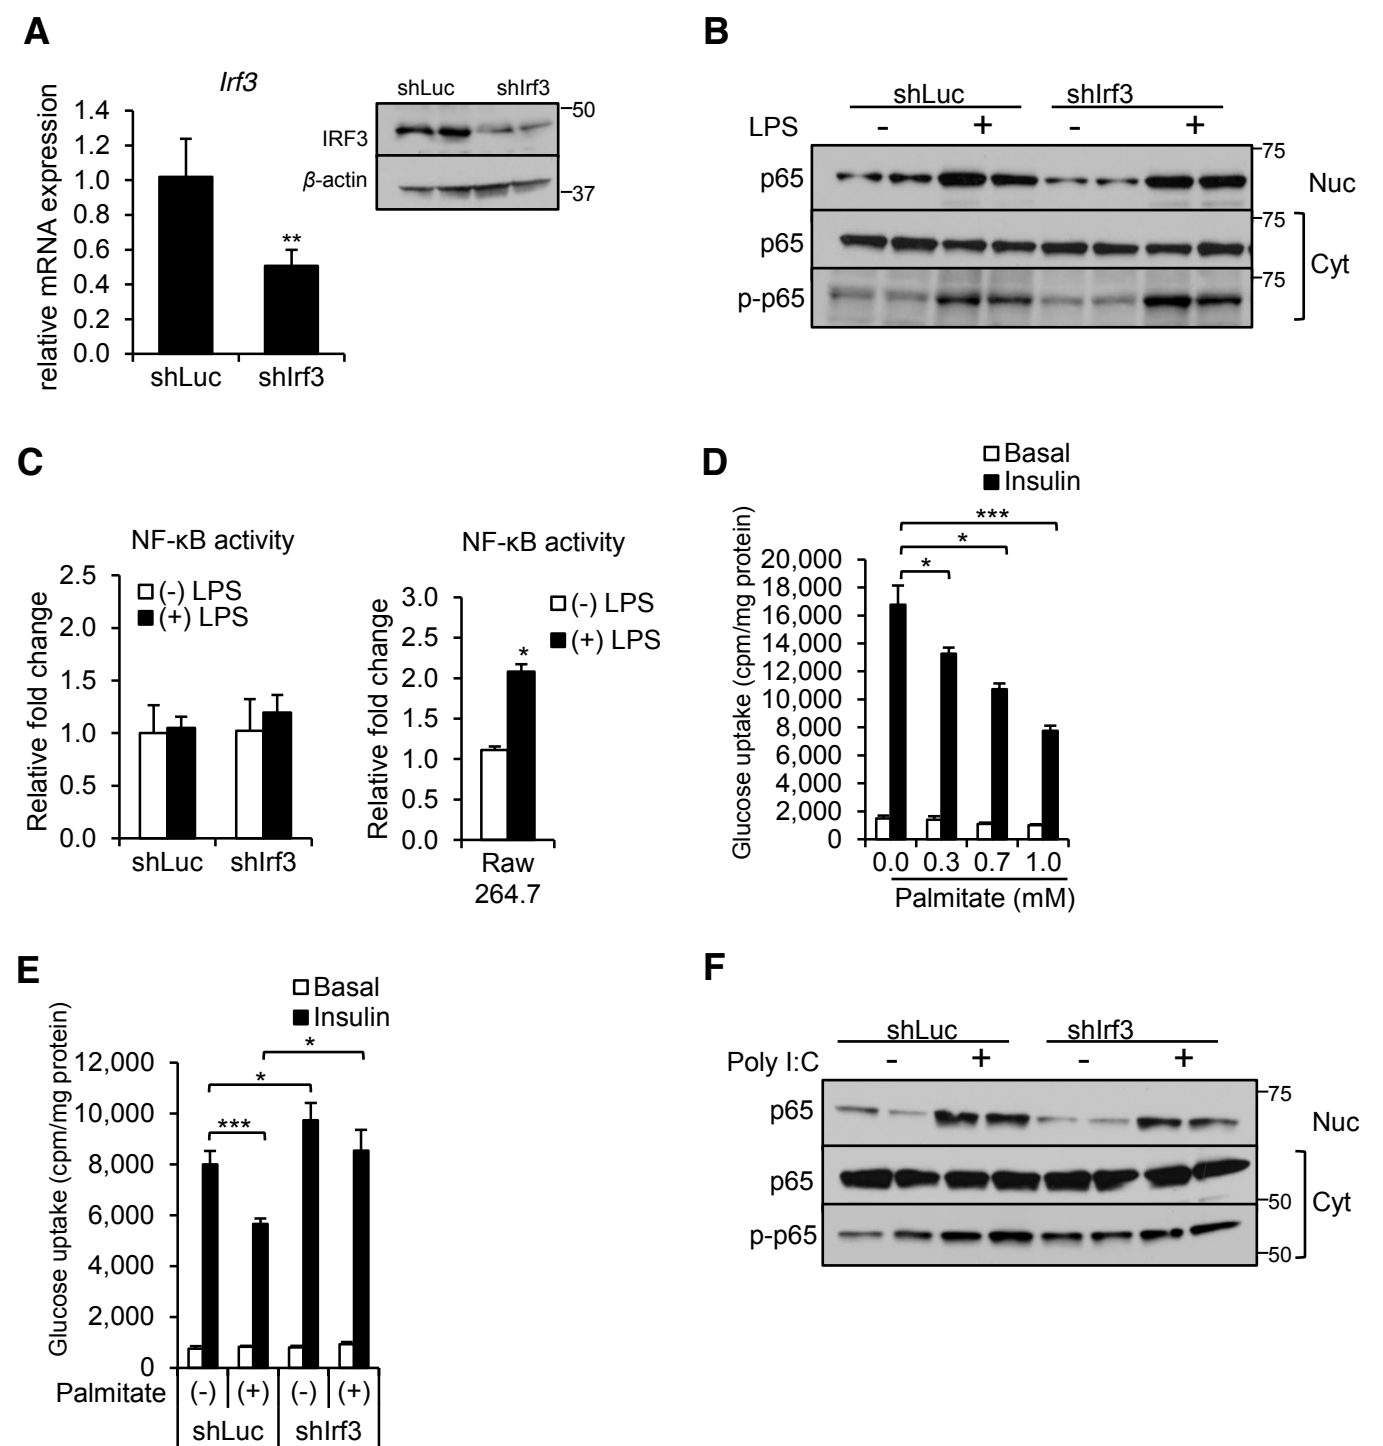 A
Irf3
relative mRNA expression
1.4
1.2
1.0
0.8
0.6
0.4
0.2
0.0
**
shLuc
shIrf3
shLuc shIrf3
IRF3
β-actin
50
37
B
shLuc shIrf3
LPS - + - +
p65
p65
p-p65
75
75
75
Nuc
Cyt
C
NF-κB activity
(-) LPS
(+) LPS
Relative fold change
2.5
2.0
1.5
1.0
0.5
0.0
shLuc shIrf3
NF-κB activity
(-) LPS
(+) LPS
Relative fold change
3.0
2.5
2.0
1.5
1.0
0.5
0.0
*
Raw
264.7
D
Basal
Insulin
Glucose uptake (cpm/mg protein)
***
*
*
20,000
18,000
16,000
14,000
12,000
10,000
8,000
6,000
4,000
2,000
0
0.0 0.3 0.7 1.0
Palmitate (mM)
E
Basal
Insulin
Glucose uptake (cpm/mg protein)
*
*
***
12,000
10,000
8,000
6,000
4,000
2,000
0
Palmitate (-) (+) (-) (+)
shLuc shIrf3
F
shLuc shIrf3
Poly I:C - + - +
p65
p65
p-p65
75
50
50
Nuc
Cyt